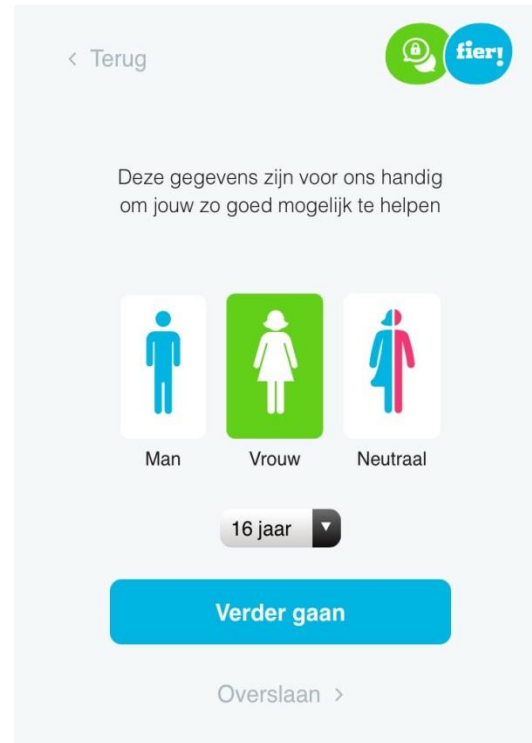 < Terug
fier!
Deze gegevens zijn voor ons handig
om jouw zo goed mogelijk te helpen
Man Vrouw Neutraal
16 jaar
Verder gaan
Overslaan >